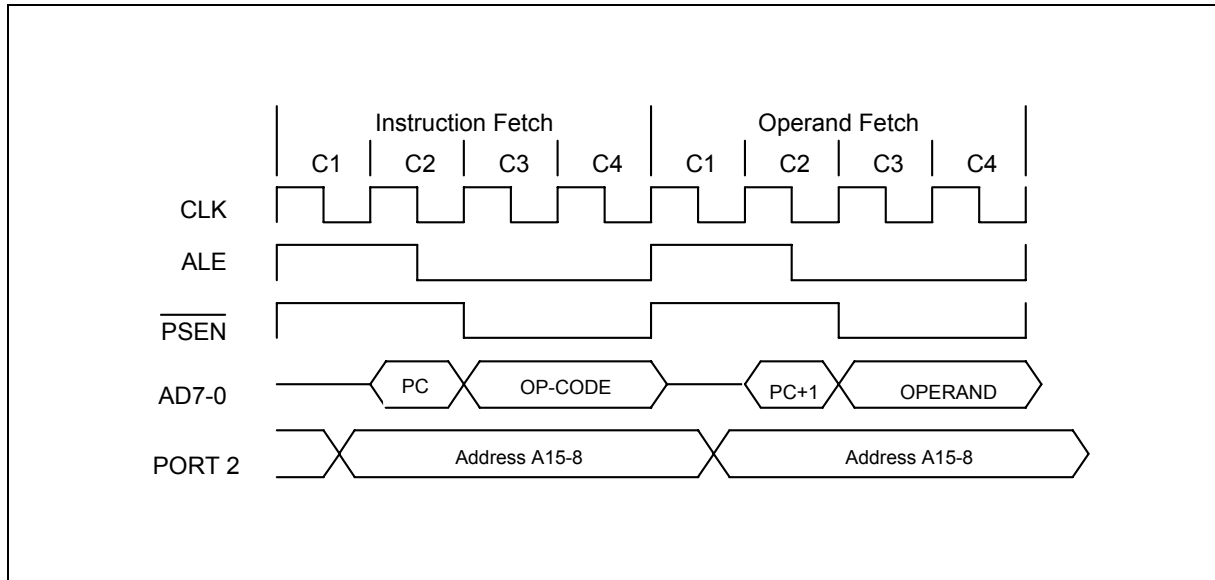 Instruction Fetch Operand Fetch
C1 C2 C3 C4 C1 C2 C3 C4
CLK
ALE
PSEN
AD7-0 PC OP-CODE PC+1 OPERAND
PORT 2 Address A15-8 Address A15-8